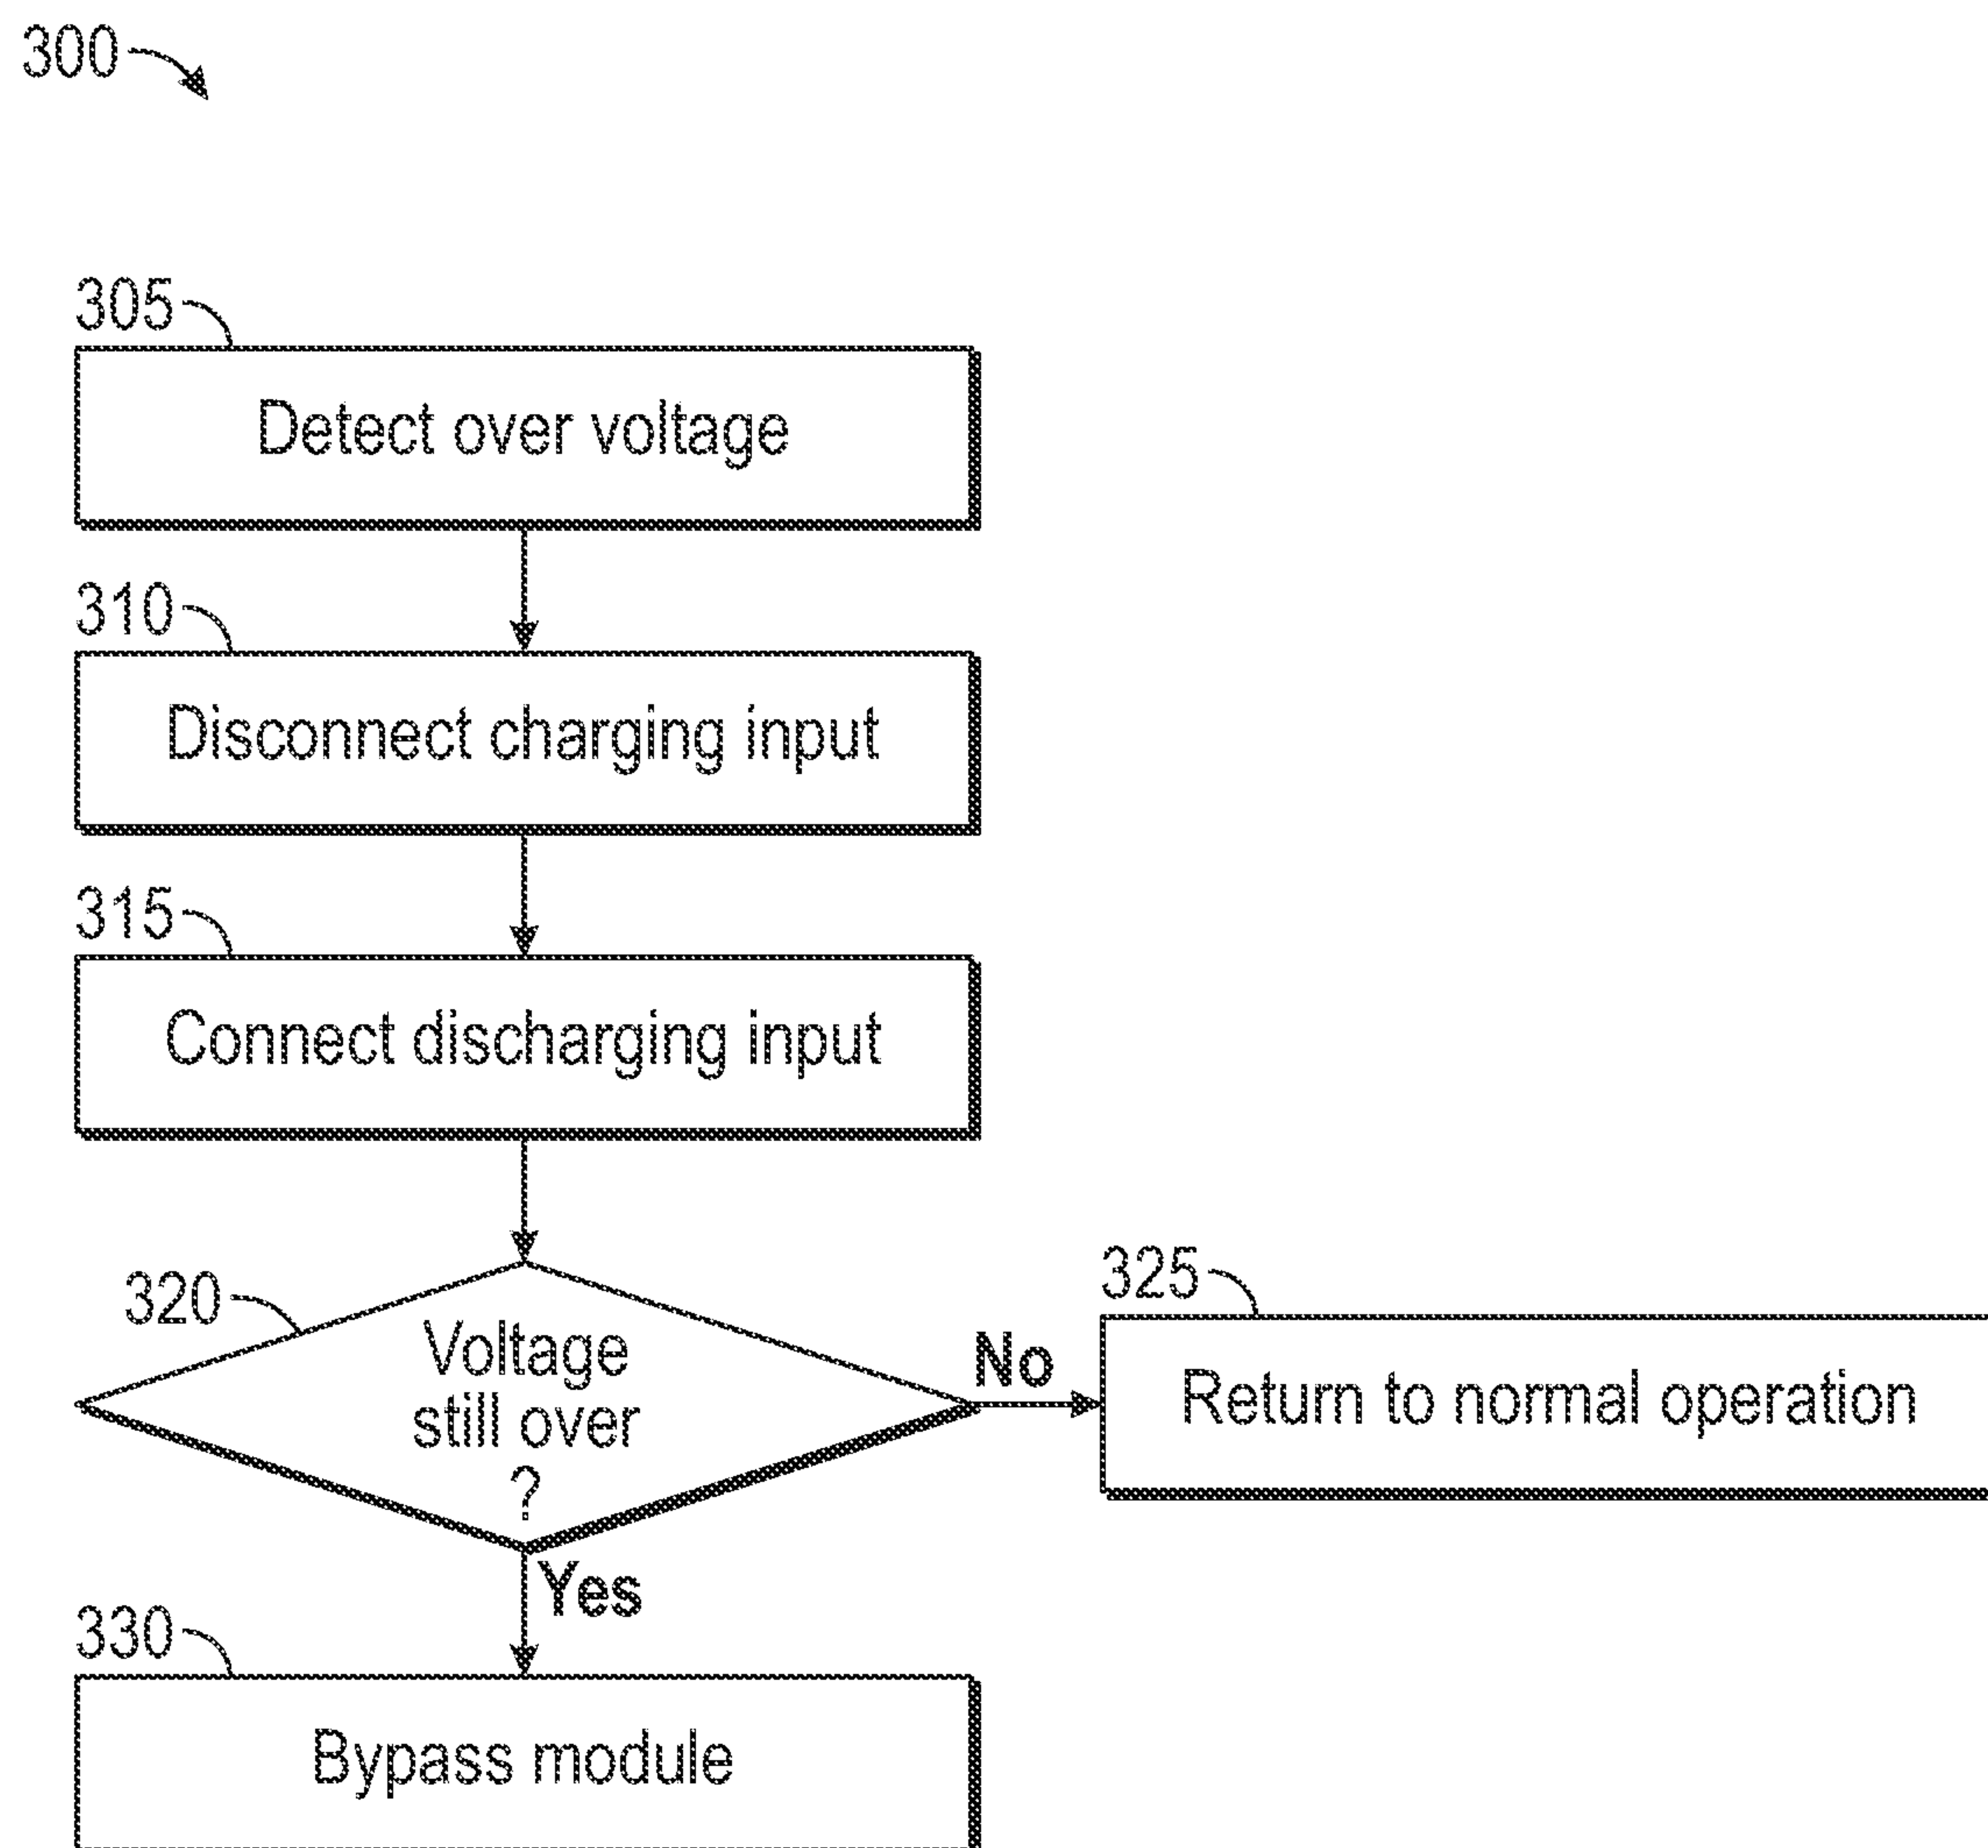 300
305
Detect over voltage
310
Disconnect charging input
315
Connect discharging input
320
Voltage
still over
?
No
325
Return to normal operation
Yes
330
Bypass module